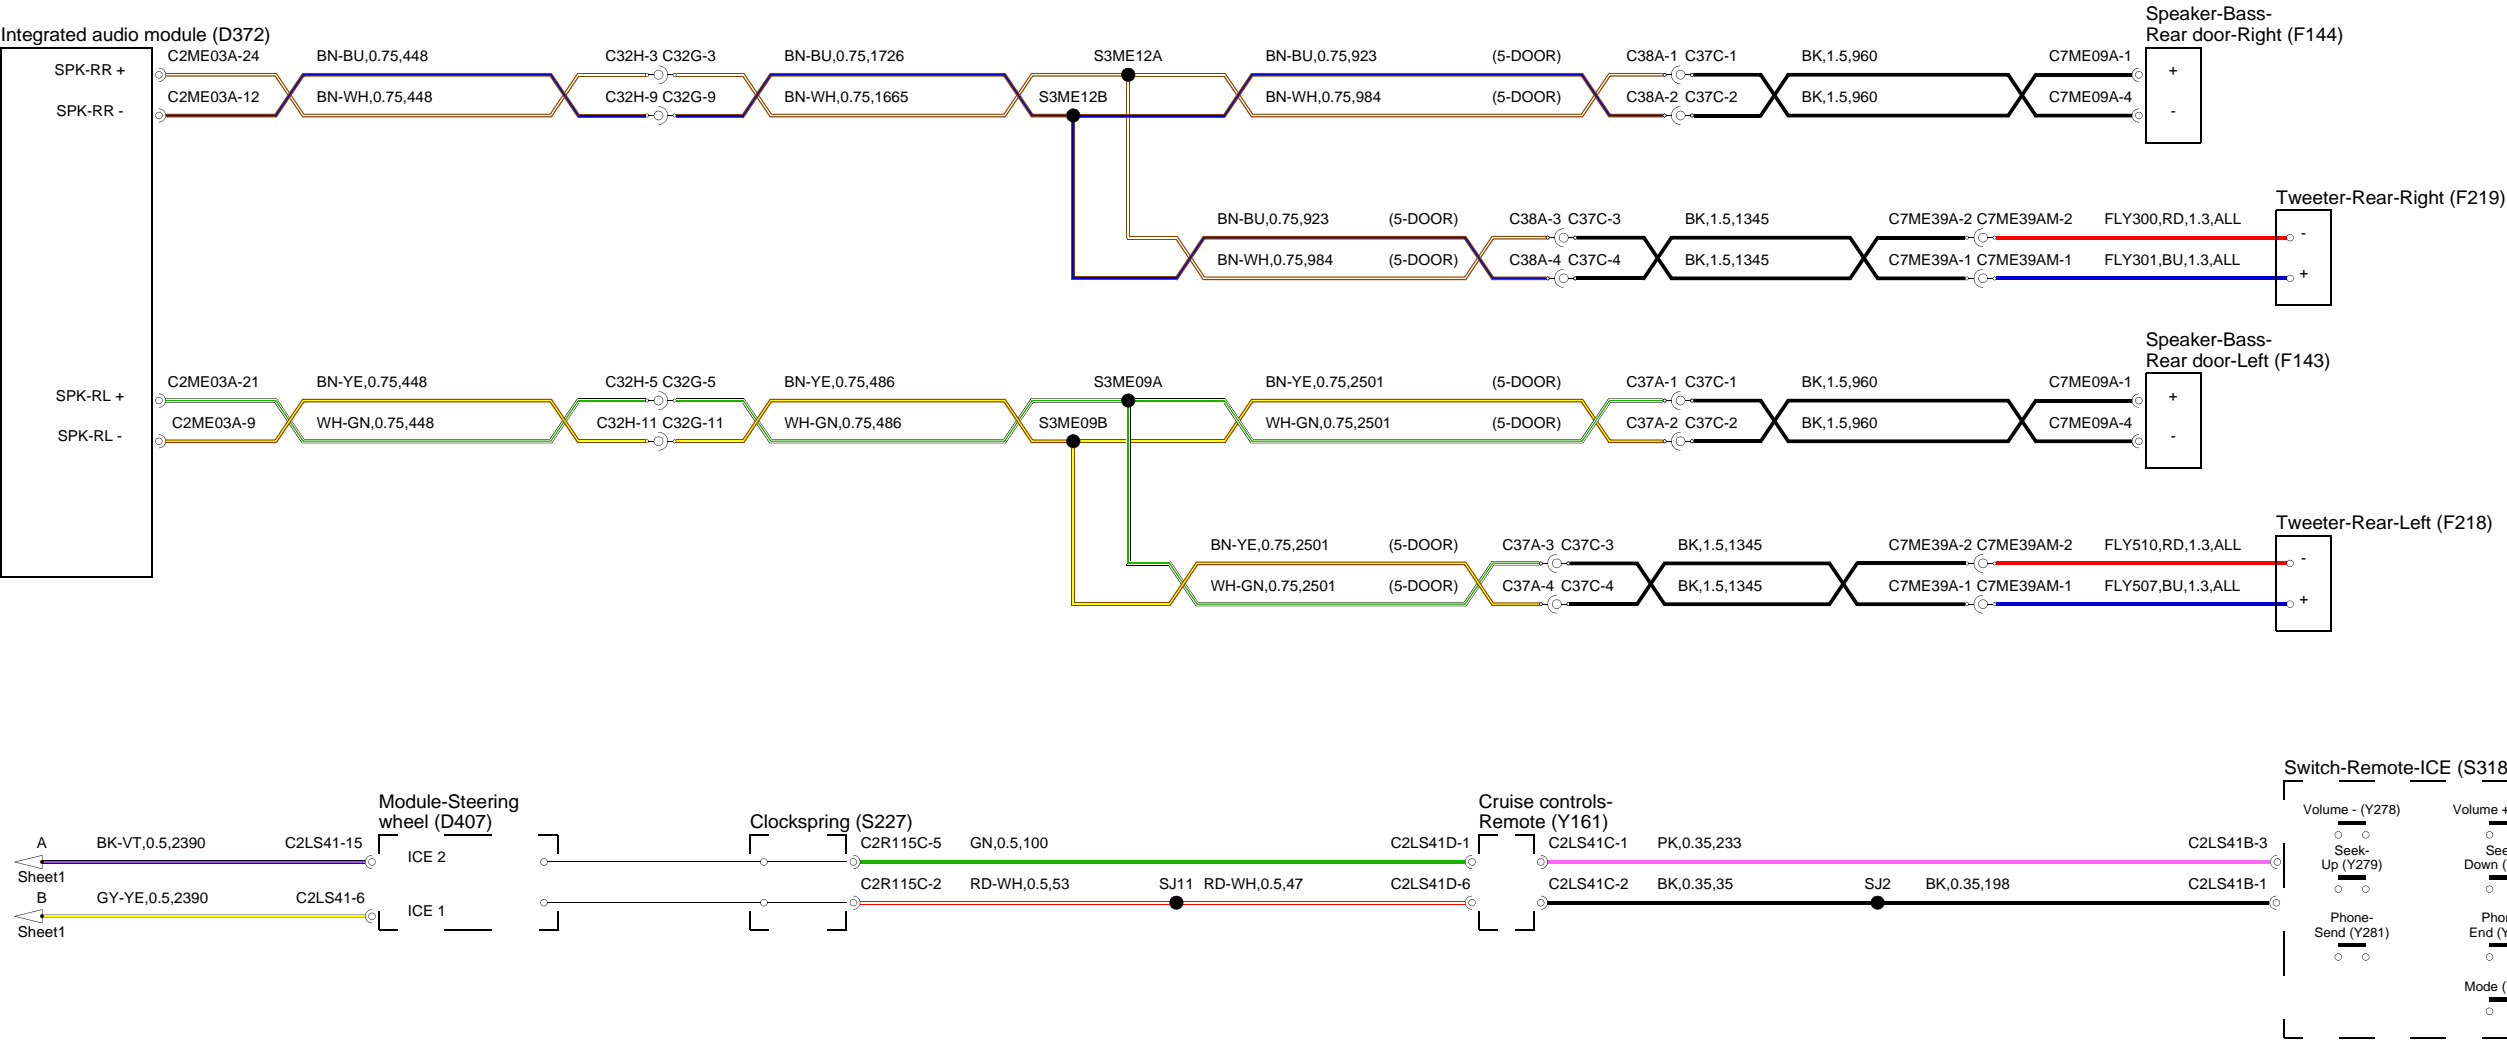 Integrated audio module (D372)
SPK-RR +
SPK-RR -
SPK-RL +
SPK-RL -
C2ME03A-24
BN-BU,0.75,448
C32H-3 C32G-3
BN-BU,0.75,1726
S3ME12A
BN-BU,0.75,923
(5-DOOR)
C38A-1 C37C-1
BK,1.5,960
C7ME09A-1
Speaker-Bass-
Rear door-Right (F144)
+
-
C2ME03A-12
BN-WH,0.75,448
C32H-9 C32G-9
BN-WH,0.75,1665
S3ME12B
BN-WH,0.75,984
(5-DOOR)
C38A-2 C37C-2
BK,1.5,960
C7ME09A-4
Tweeter-Rear-Right (F219)
BN-BU,0.75,923
(5-DOOR)
C38A-3 C37C-3
BK,1.5,1345
C7ME39A-2 C7ME39AM-2
FLY300,RD,1.3,ALL
-
BN-WH,0.75,984
(5-DOOR)
C38A-4 C37C-4
BK,1.5,1345
C7ME39A-1 C7ME39AM-1
FLY301,BU,1.3,ALL
+
Speaker-Bass-
Rear door-Left (F143)
C2ME03A-21
BN-YE,0.75,448
C32H-5 C32G-5
BN-YE,0.75,486
S3ME09A
BN-YE,0.75,2501
(5-DOOR)
C37A-1 C37C-1
BK,1.5,960
C7ME09A-1
+
C2ME03A-9
WH-GN,0.75,448
C32H-11 C32G-11
WH-GN,0.75,486
S3ME09B
WH-GN,0.75,2501
(5-DOOR)
C37A-2 C37C-2
BK,1.5,960
C7ME09A-4
-
Tweeter-Rear-Left (F218)
BN-YE,0.75,2501
(5-DOOR)
C37A-3 C37C-3
BK,1.5,1345
C7ME39A-2 C7ME39AM-2
FLY510,RD,1.3,ALL
-
WH-GN,0.75,2501
(5-DOOR)
C37A-4 C37C-4
BK,1.5,1345
C7ME39A-1 C7ME39AM-1
FLY507,BU,1.3,ALL
+
A
Sheet1
BK-VT,0.5,2390
C2LS41-15
B
Sheet1
GY-YE,0.5,2390
C2LS41-6
Module-Steering
wheel (D407)
ICE 2
ICE 1
Clockspring (S227)
C2R115C-5
GN,0.5,100
C2LS41D-1
C2R115C-2
RD-WH,0.5,53
SJ11
RD-WH,0.5,47
C2LS41D-6
Cruise controls-
Remote (Y161)
C2LS41C-1
PK,0.35,233
C2LS41B-3
C2LS41C-2
BK,0.35,35
SJ2
BK,0.35,198
C2LS41B-1
Switch-Remote-ICE (S318
Volume - (Y278)
Volume +
Seek-
Up (Y279)
See
Down (
Phone-
Send (Y281)
Pho
End (Y
Mode (